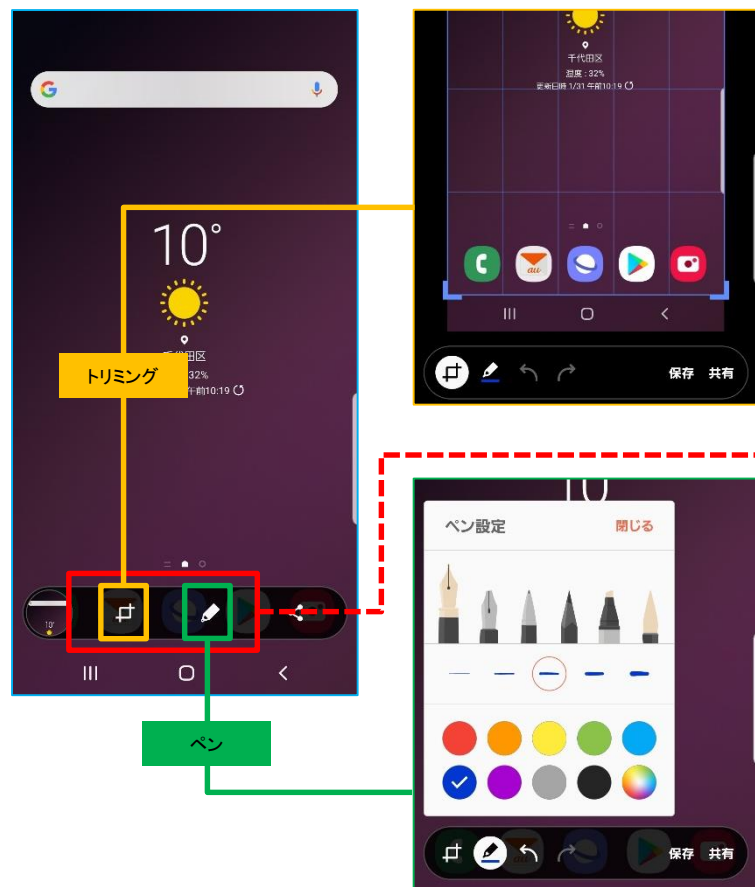 10°
千代田区
32%
午前10:19
トリミング
10°
ペン
千代田区
湿度 : 32%
更新日時 1/31 午前10:19
au
保存 共有
10
ペン設定 閉じる
保存 共有